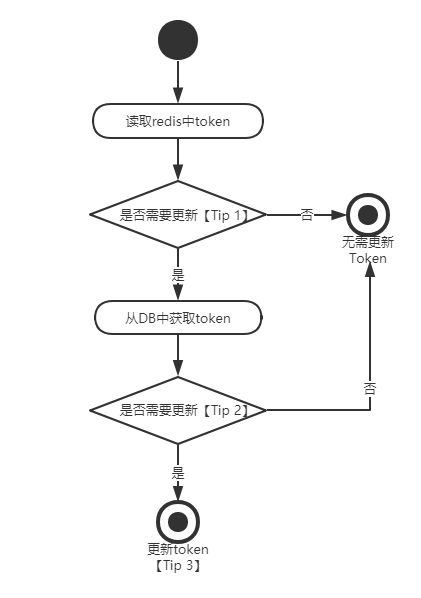 读取redis中token
是否需要更新【Tip 1】
否
无需更新
Token
是
从DB中获取token
否
是否需要更新【Tip 2】
是
更新token
【Tip 3】